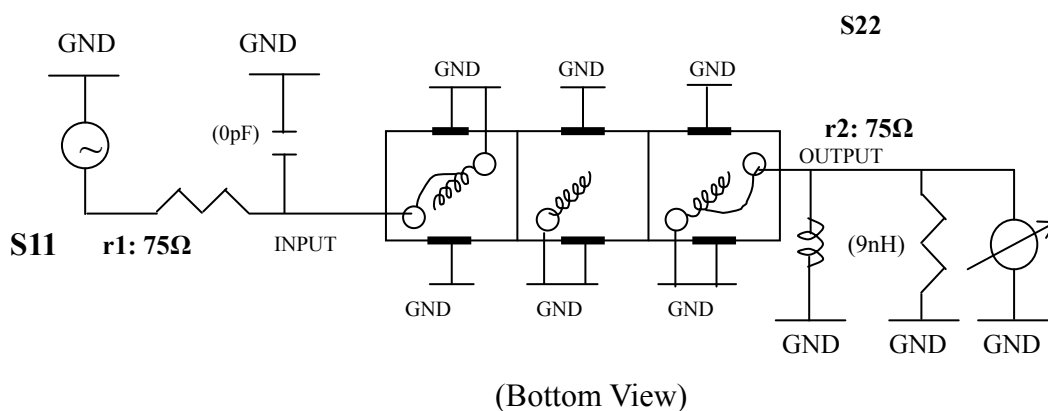 S22
GND
GND
GND
GND
GND
(0pF)
r2: 75Ω
OUTPUT
~
S11
r1: 75Ω
INPUT
(9nH)
GND
GND
GND
GND
GND
GND
(Bottom View)